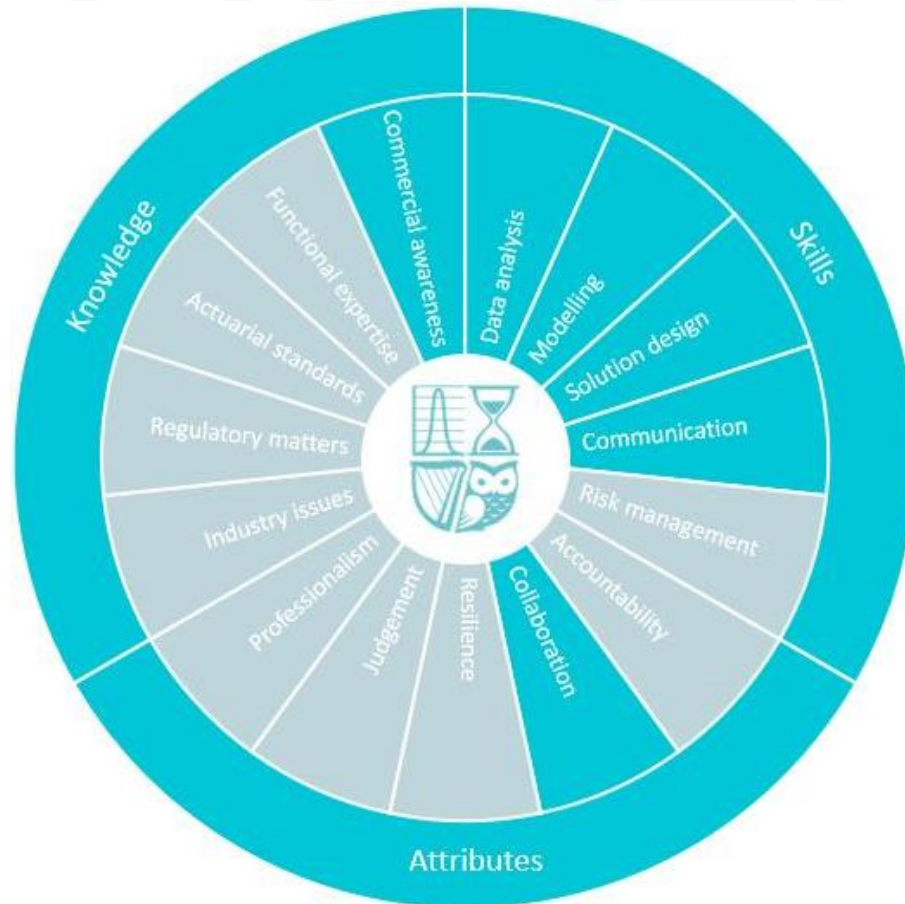 Knowledge
Skills
Attributes
Commercial awareness
Data analysis
Modelling
Solution design
Communication
Risk management
Accountability
Collaboration
Resilience
Judgement
Professionalism
Industry issues
Regulatory matters
Actuarial standards
Functional expertise